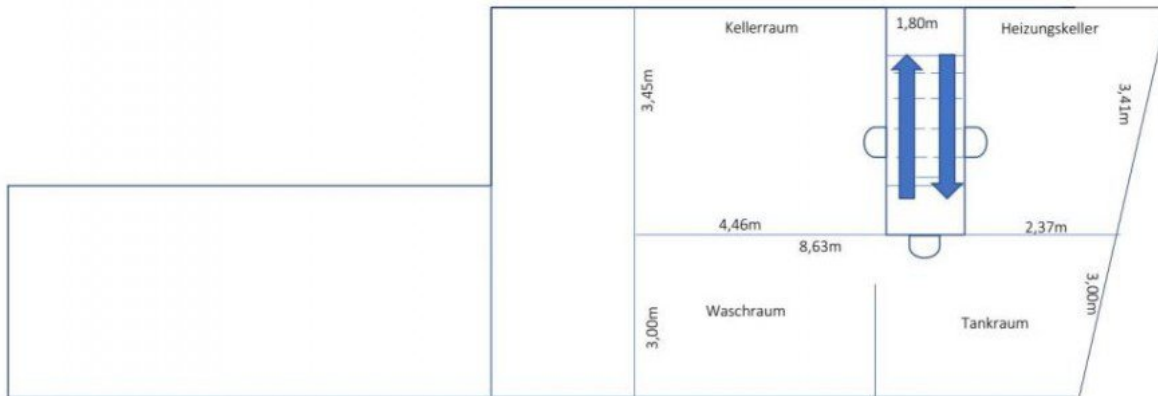 Kellerraum
1,80m
Heizungskeller
3,45m
3,41m
4,46m
2,37m
8,63m
3,00m
Waschraum
Tankraum
3,00m